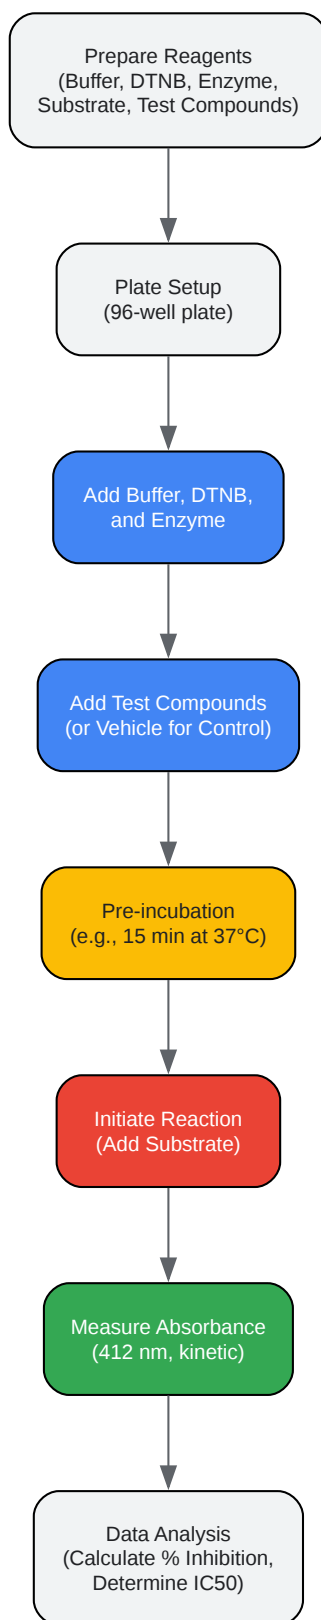 Prepare Reagents
(Buffer, DTNB, Enzyme,
Substrate, Test Compounds)
Plate Setup
(96-well plate)
Add Buffer, DTNB,
and Enzyme
Add Test Compounds
(or Vehicle for Control)
Pre-incubation
(e.g., 15 min at 37°C)
Initiate Reaction
(Add Substrate)
Measure Absorbance
(412 nm, kinetic)
Data Analysis
(Calculate % Inhibition,
Determine IC50)